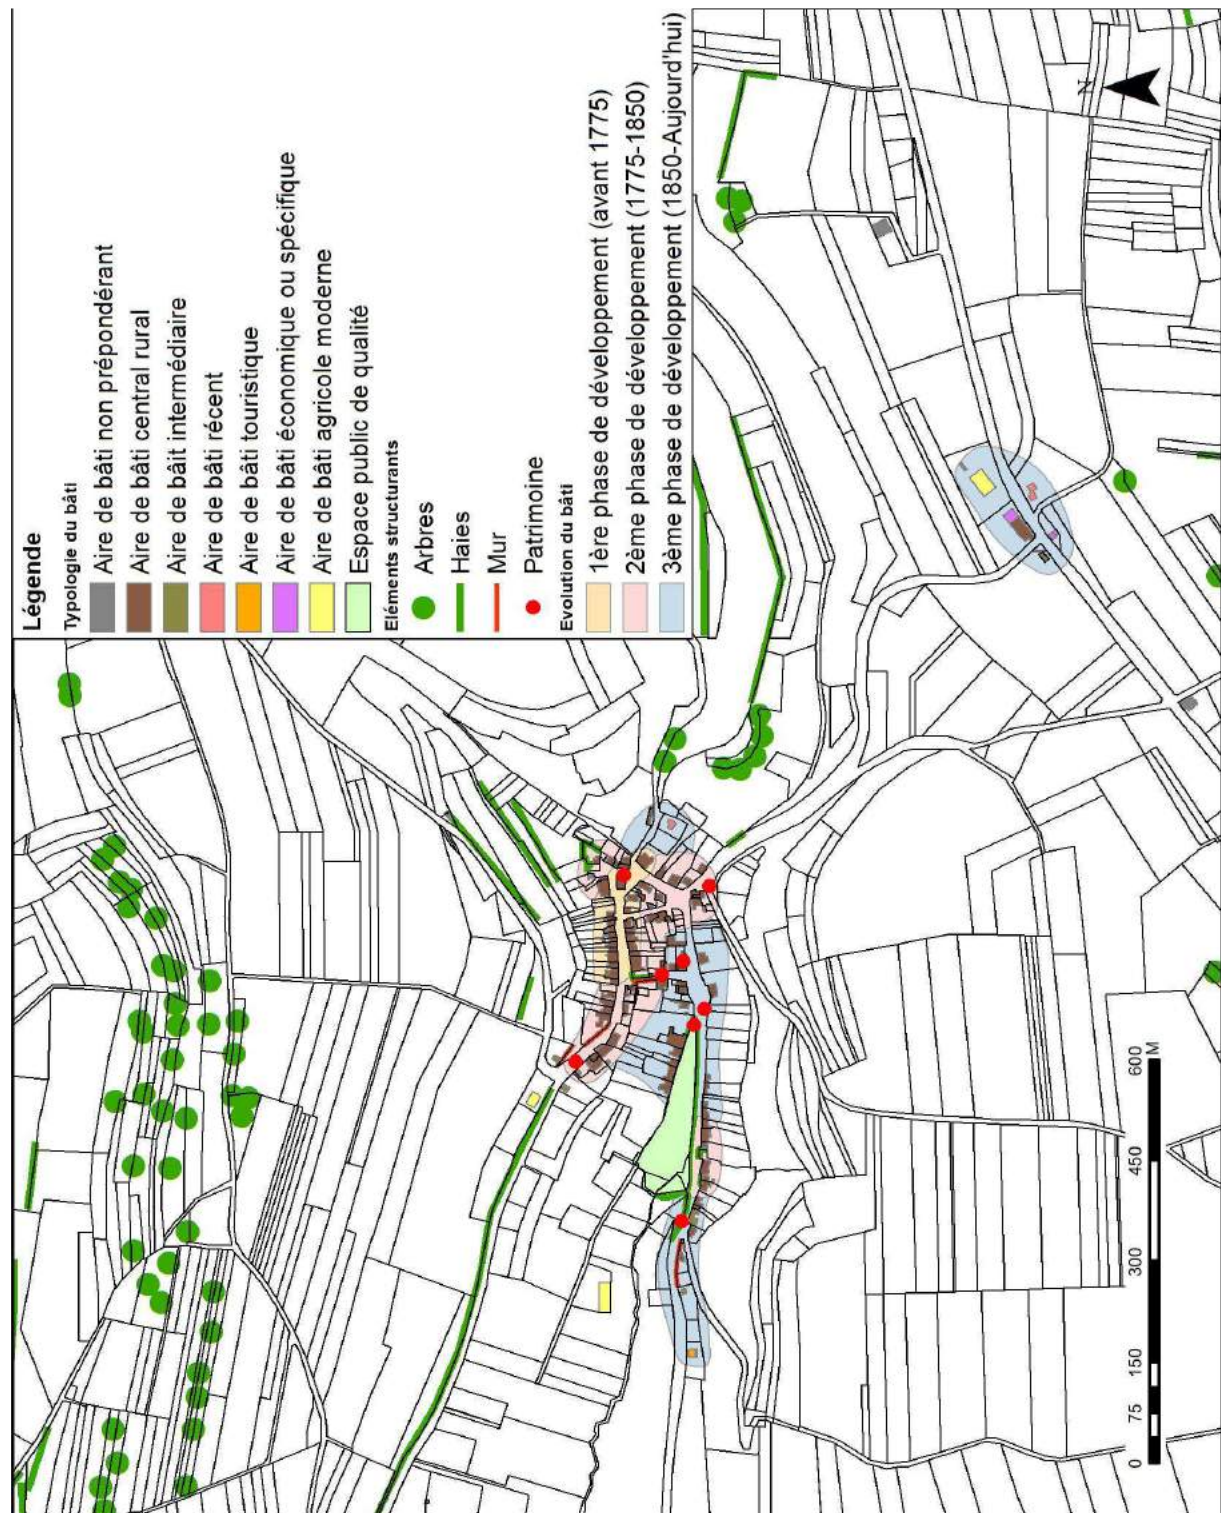 Légende
Typologie du bâti
Aire de bâti non prépondérant
Aire de bâti central rural
Aire de bâit intermédiaire
Aire de bâti récent
Aire de bâti touristique
Aire de bâti économique ou spécifique
Aire de bâti agricole moderne
Espace public de qualité
Eléments structurants
Arbres
Haies
Mur
Patrimoine
Evolution du bâti
1ère phase de développement (avant 1775)
2ème phase de développement (1775-1850)
3ème phase de développement (1850-Aujourd'hui)
N
0 75 150 300 450 600
M